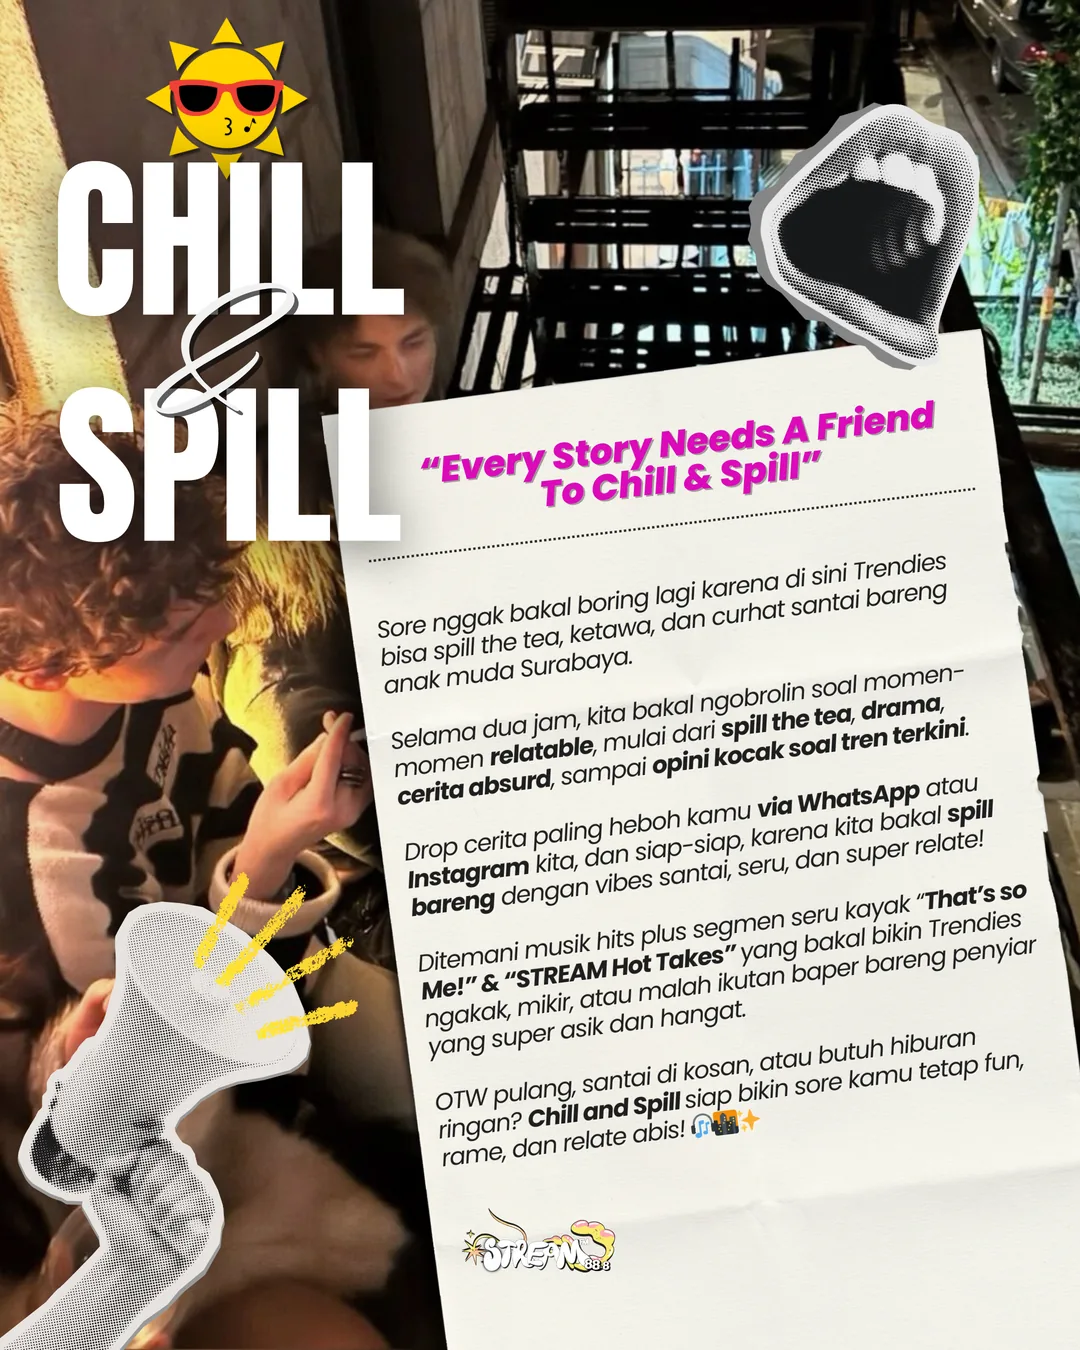 CHILL
&
SPILL
“Every Story Needs A Friend
To Chill & Spill”
Sore nggak bakal boring lagi karena di sini Trendies
bisa spill the tea, ketawa, dan curhat santai bareng
anak muda Surabaya.
Selama dua jam, kita bakal ngobrolin soal momen-
momen relatable, mulai dari spill the tea, drama,
cerita absurd, sampai opini kocak soal tren terkini.
Drop cerita paling heboh kamu via WhatsApp atau
Instagram kita, dan siap-siap, karena kita bakal spill
bareng dengan vibes santai, seru, dan super relate!
Ditemani musik hits plus segmen seru kayak “That’s so
Me!” & “STREAM Hot Takes” yang bakal bikin Trendies
ngakak, mikir, atau malah ikutan baper bareng penyiar
yang super asik dan hangat.
OTW pulang, santai di kosan, atau butuh hiburan
ringan? Chill and Spill siap bikin sore kamu tetap fun,
rame, dan relate abis! 🎧🌆✨
STREAM
88 8